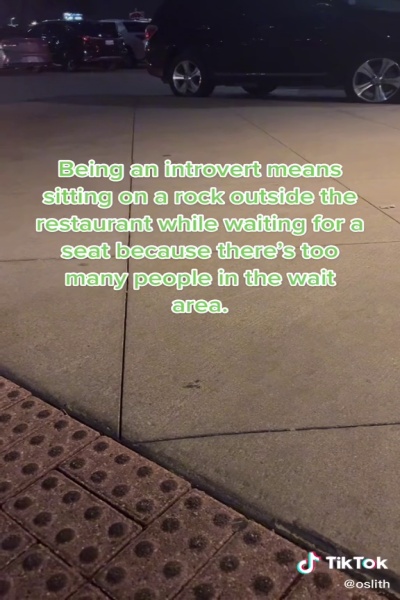 Being an introvert means
sitting on a rock outside the
restaurant while waiting for a
seat because there's too
many people in the wait
area.
TikTok
@oslith